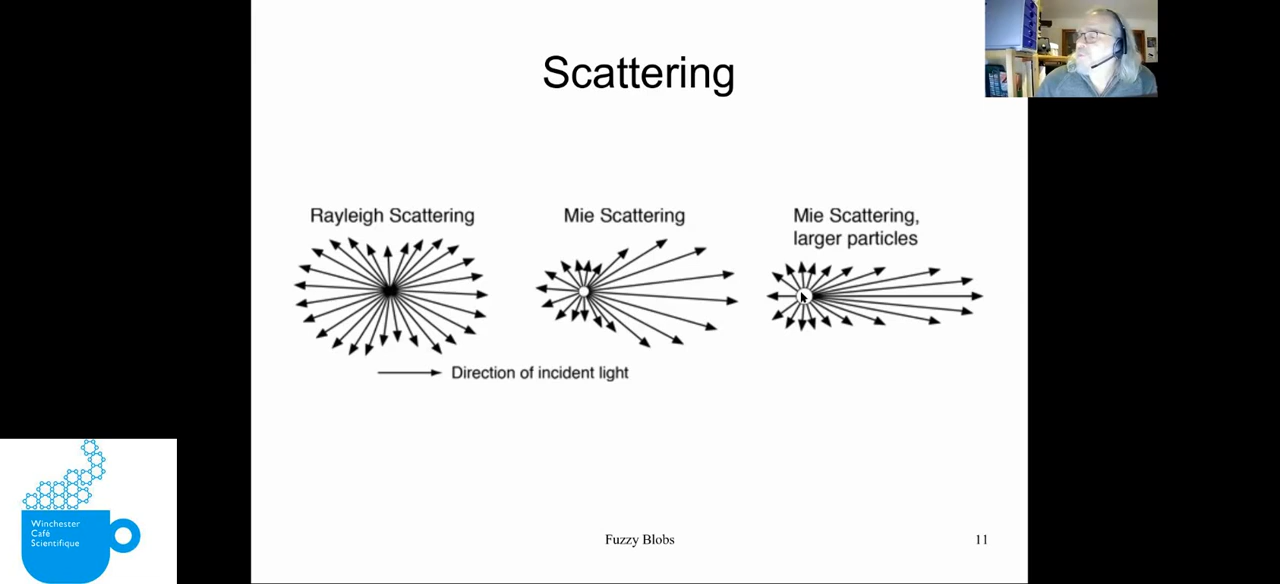 Scattering
Rayleigh Scattering
Mie Scattering
Mie Scattering,
larger particles
Direction of incident light
Winchester
Café
Scientifique
Fuzzy Blobs
11